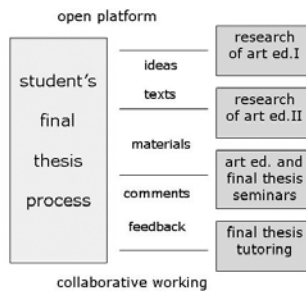 open platform
student's
final
thesis
process
ideas
texts
materials
comments
feedback
research
of art ed.I
research
of art ed.II
art ed. and
final thesis
seminars
final thesis
tutoring
collaborative working